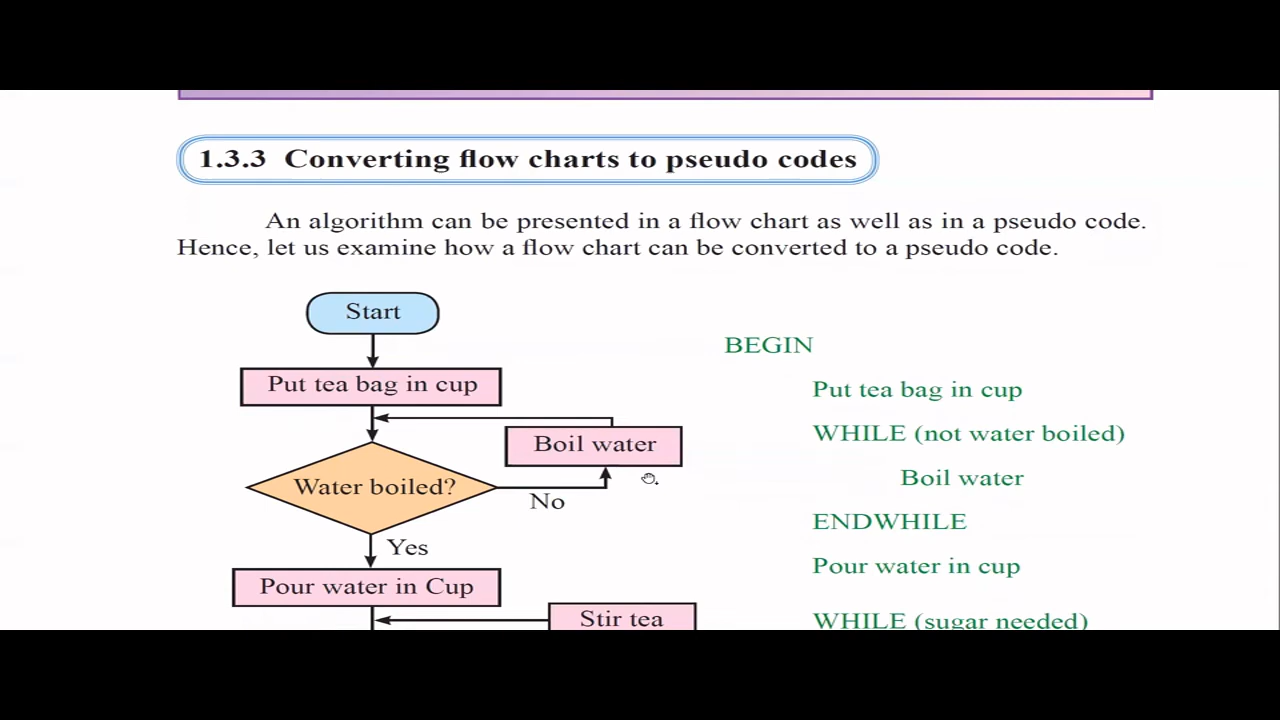 1.3.3 Converting flow charts to pseudo codes
An algorithm can be presented in a flow chart as well as in a pseudo code.
Hence, let us examine how a flow chart can be converted to a pseudo code.
Start
Put tea bag in cup
Boil water
Water boiled?
No
Yes
Pour water in Cup
Stir tea
BEGIN
Put tea bag in cup
WHILE (not water boiled)
Boil water
ENDWHILE
Pour water in cup
WHILE (sugar needed)